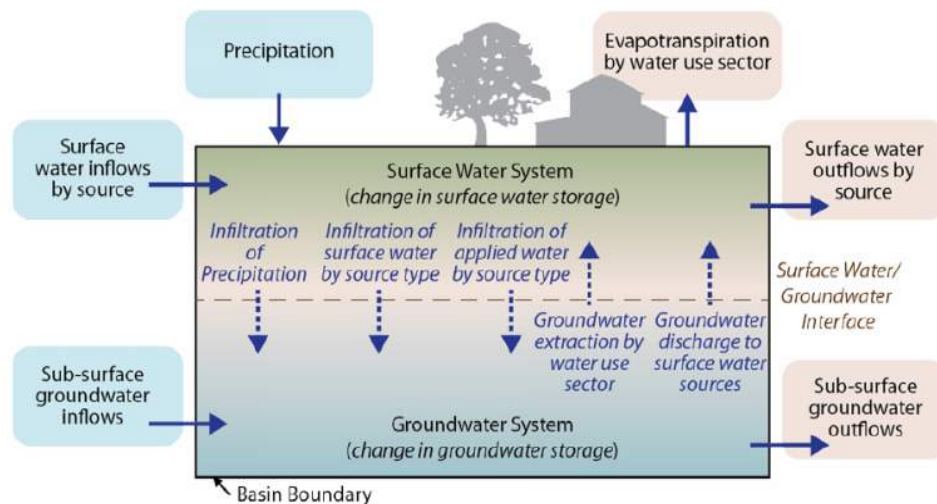 Precipitation
Evapotranspiration
by water use sector
Surface
water inflows
by source
Surface Water System
(change in surface water storage)
Surface water
outflows by
source
Infiltration
of
Precipitation
Infiltration of
surface water
by source type
Infiltration of
applied water
by source type
Surface Water/
Groundwater
Interface
Groundwater
extraction by
water use
sector
Groundwater
discharge to
surface water
sources
Sub-surface
groundwater
inflows
Groundwater System
(change in groundwater storage)
Sub-surface
groundwater
outflows
Basin Boundary